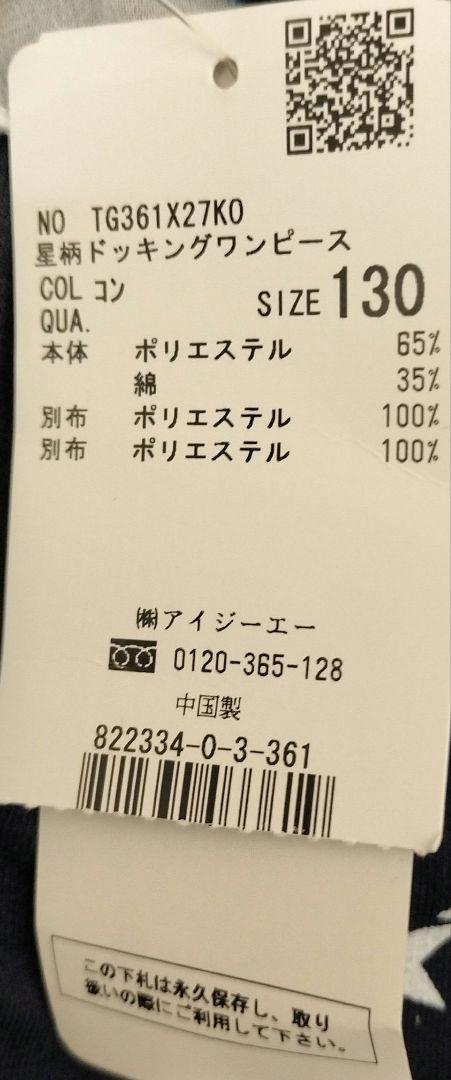 NO TG361X27KO
星柄ドッキングワンピース
COL コン SIZE 130
QUA.
本体 ポリエステル 65%
綿 35%
別布 ポリエステル 100%
別布 ポリエステル 100%
㈱アイジーエー
0120-365-128
中国製
822334-0-3-361
この下札は永久保存し、取り
扱いの際にご利用して下さい。